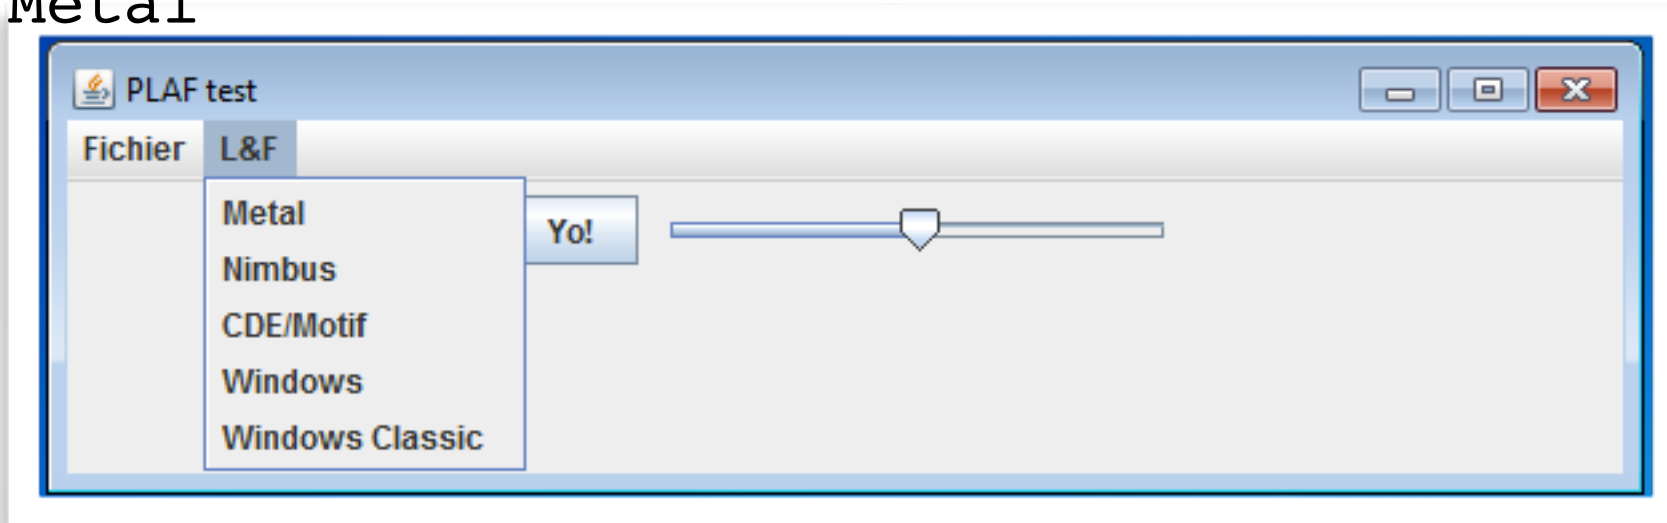 Metal
PLAF test
Fichier L&F
Metal
Yo!
Nimbus
CDE/Motif
Windows
Windows Classic